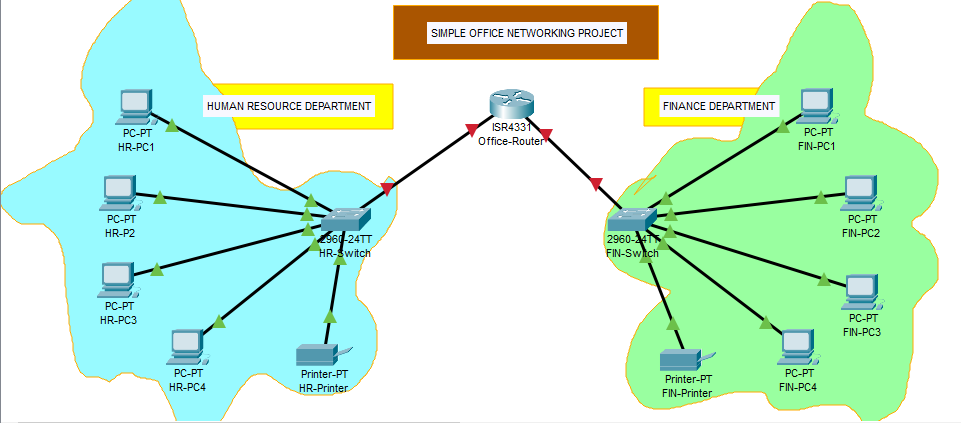 SIMPLE OFFICE NETWORKING PROJECT
HUMAN RESOURCE DEPARTMENT
FINANCE DEPARTMENT
ISR4331
Office-Router
PC-PT
HR-PC1
PC-PT
HR-P2
PC-PT
HR-PC3
PC-PT
HR-PC4
Printer-PT
HR-Printer
2960-24TT
HR-Switch
2960-24TT
FIN-Switch
PC-PT
FIN-PC1
PC-PT
FIN-PC2
PC-PT
FIN-PC3
PC-PT
FIN-PC4
Printer-PT
FIN-Printer